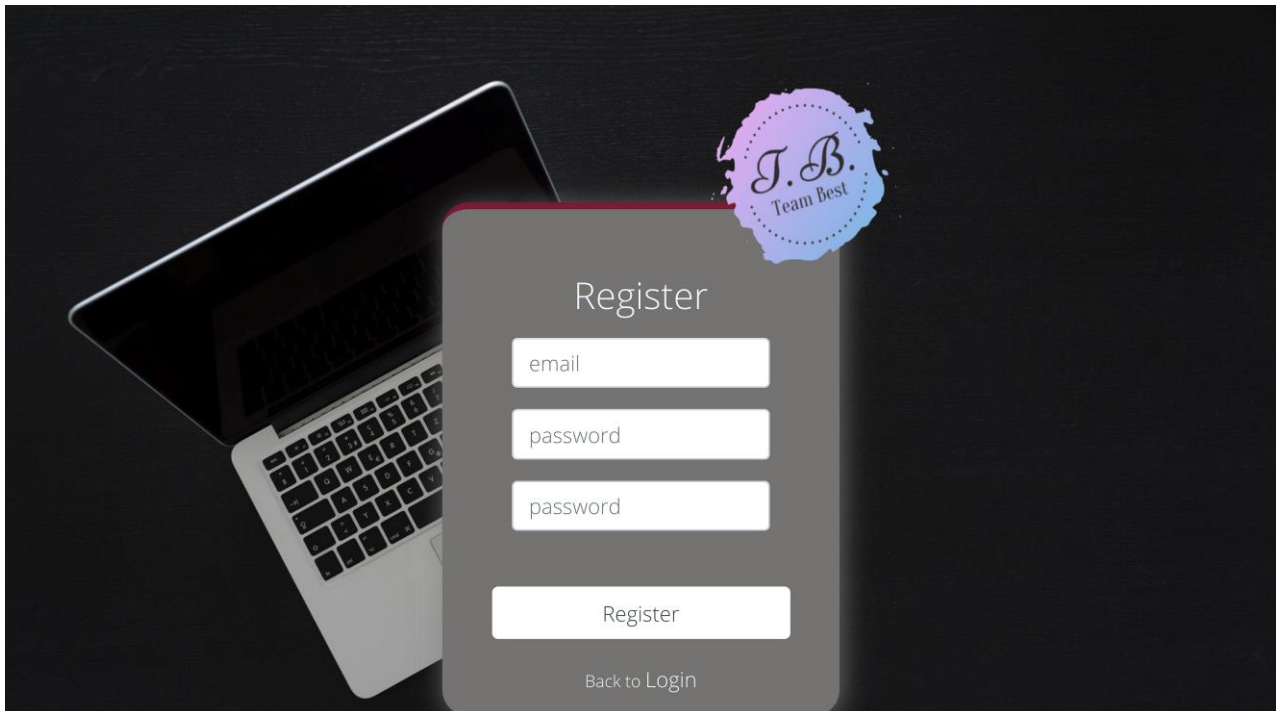 T. B.
Team Best
Register
email
password
password
Register
Back to Login